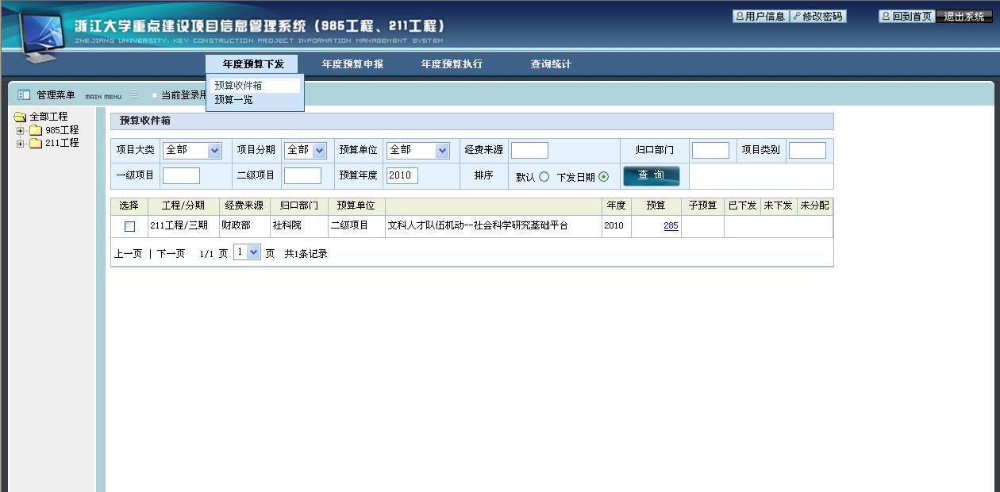 浙江大学重点建设项目信息管理系统（985工程、211工程）
ZHEJIANG UNIVERSITY, KEY CONSTRUCTION PROJECT INFORMATION MANAGEMENT SYSTEM
用户信息 修改密码 回到首页 退出系统
年度预算下发 年度预算申报 年度预算执行 查询统计
预算收件箱
预算一览
管理菜单 MAIN MENU 当前登录用
全部工程
985工程
211工程
预算收件箱
项目大类 全部 项目分期 全部 预算单位 全部 经费来源 归口部门 项目类别
一级项目 二级项目 预算年度 2010 排序 默认 下发日期 查 询
选择 工程/分期 经费来源 归口部门 预算单位 年度 预算 子预算 已下发 未下发 未分配
211工程/三期 财政部 社科院 二级项目 文科人才队伍机动--社会科学研究基础平台 2010 285
上一页 | 下一页 1/1 页 1 页 共1条记录